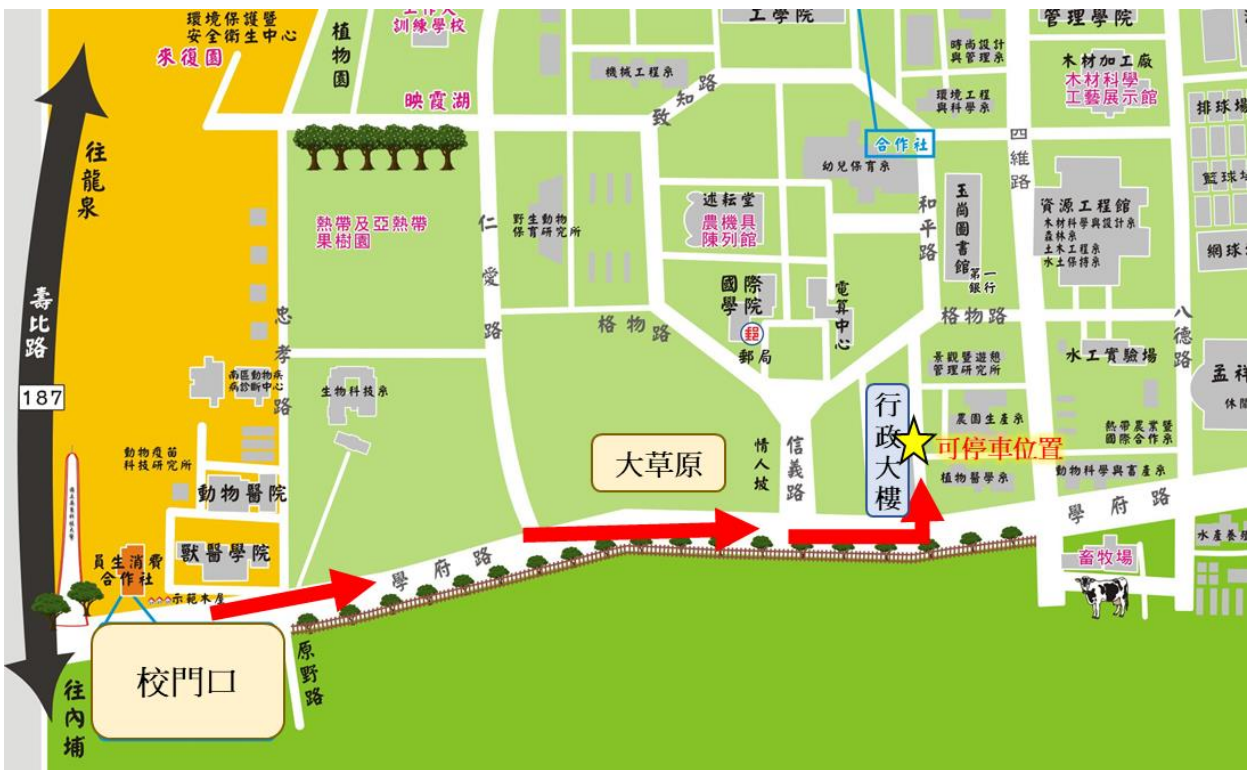 環境保護暨
安全衛生中心
來復園
植物園
訓練學校
映霞湖
工學院
管理學院
機械工程系
時尚設計
與管理系
環境工程
與科學系
木材加工廠
木材科學
工藝展示館
排球場
籃球場
網球
往龍泉
壽比路
187
往內埔
致知路
合作社
幼兒保育系
四維路
和平路
玉崗圖書館
第一
銀行
資源工程館
木材科學與設計系
森林系
土木工程系
水土保持系
熱帶及亞熱帶
果樹園
仁愛路
野生動物
保育研究所
述耘堂
農機具
陳列館
國際
學院
郵
郵局
電算中心
格物路
格物路
八德路
忠孝路
南區動物疾
病診斷中心
生物科技系
景觀暨遊憩
管理研究所
水工實驗場
孟祥
休閒
動物疫苗
科技研究所
動物醫院
獸醫學院
員生消費
合作社
示範木屋
大草原
情人坡
信義路
行政大樓
可停車位置
農園生產系
植物醫學系
熱帶農業暨
國際合作系
動物科學與畜產系
學府路
學府路
水產養殖
畜牧場
校門口
原野路